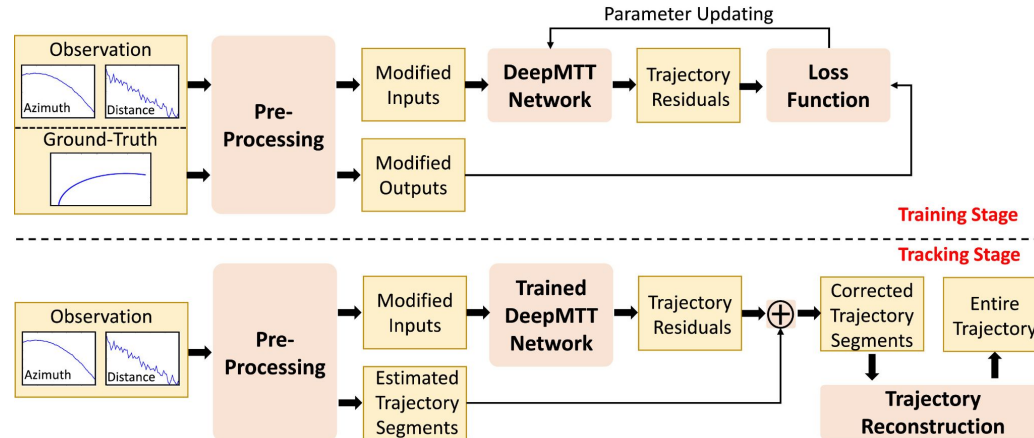 Parameter Updating
Observation
Azimuth
Distance
Ground-Truth
Pre-
Processing
Modified
Inputs
DeepMTT
Network
Trajectory
Residuals
Loss
Function
Modified
Outputs
Training Stage
Tracking Stage
Observation
Azimuth
Distance
Pre-
Processing
Modified
Inputs
Trained
DeepMTT
Network
Trajectory
Residuals
Corrected
Trajectory
Segments
Entire
Trajectory
Estimated
Trajectory
Segments
Trajectory
Reconstruction